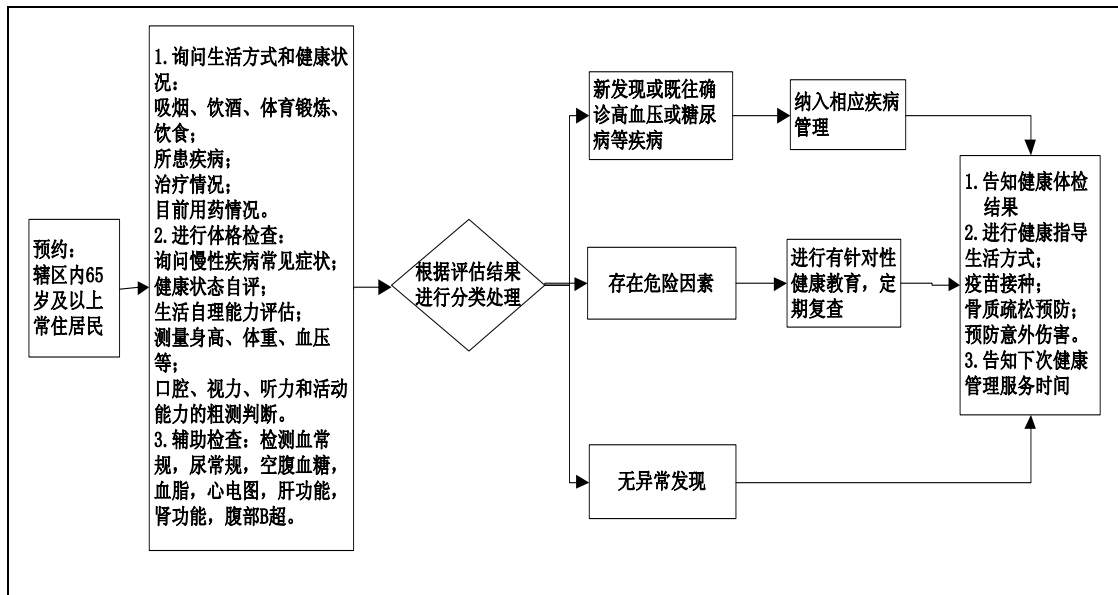 预约：
辖区内65
岁及以上
常住居民
1.询问生活方式和健康状
况：
吸烟、饮酒、体育锻炼、
饮食；
所患疾病；
治疗情况；
目前用药情况。
2.进行体格检查：
询问慢性疾病常见症状；
健康状态自评；
生活自理能力评估；
测量身高、体重、血压
等；
口腔、视力、听力和活动
能力的粗测判断。
3.辅助检查：检测血常
规，尿常规，空腹血糖，
血脂，心电图，肝功能，
肾功能，腹部B超。
根据评估结果
进行分类处理
新发现或既往确
诊高血压或糖尿
病等疾病
纳入相应疾病
管理
存在危险因素
进行有针对性
健康教育，定
期复查
无异常发现
1.告知健康体检
结果
2.进行健康指导
生活方式；
疫苗接种；
骨质疏松预防；
预防意外伤害。
3.告知下次健康
管理服务时间